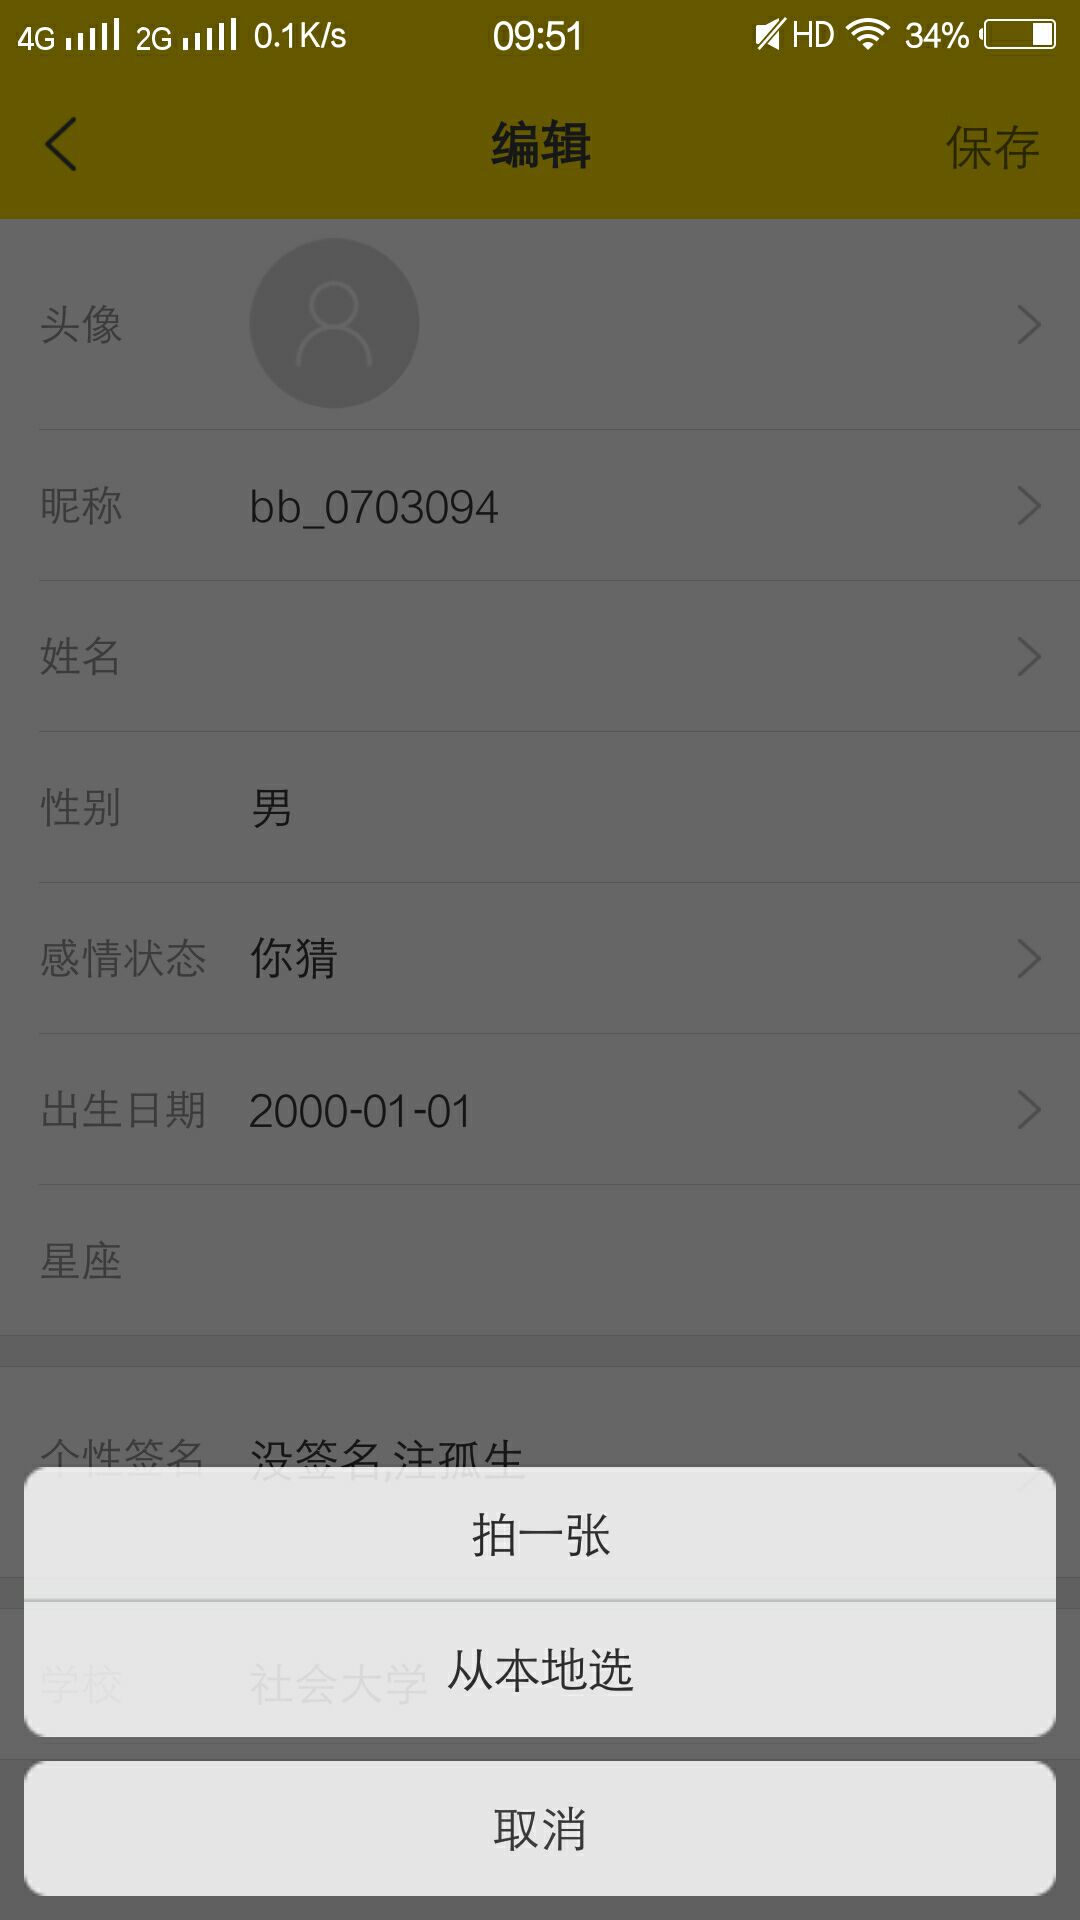 4G 2G 0.1K/s 09:51 HD 34%
编辑 保存
头像
昵称 bb_0703094
姓名
性别 男
感情状态 你猜
出生日期 2000-01-01
星座
个性签名 没签名,注孤生
拍一张
学校 社会大学 从本地选
取消